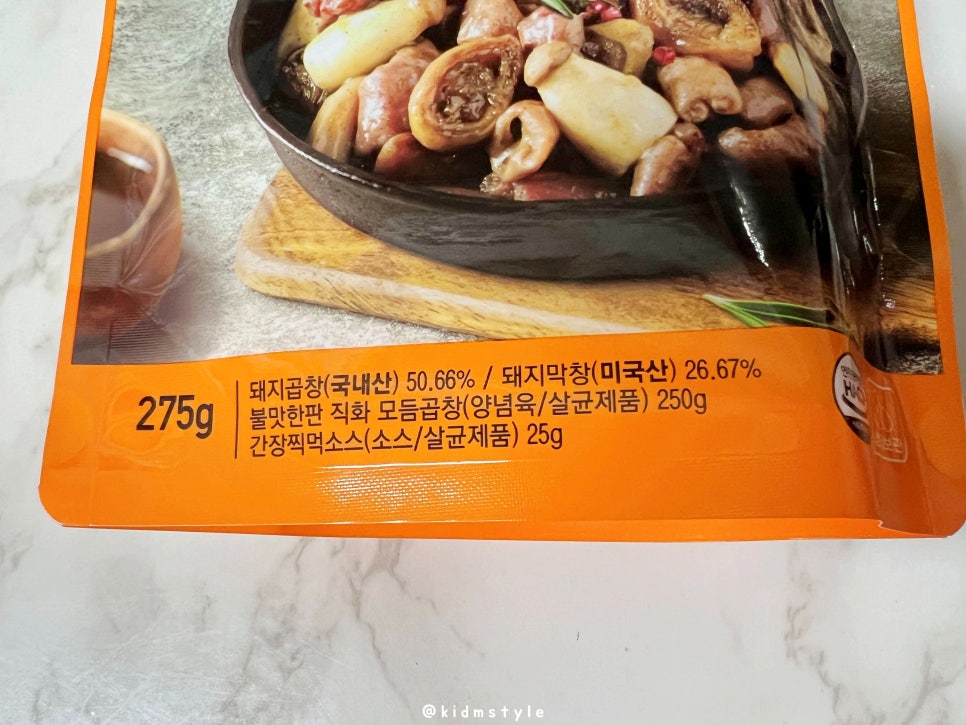 275g
돼지곱창(국내산) 50.66% / 돼지막창(미국산) 26.67%
불맛한판 직화 모듬곱창(양념육/살균제품) 250g
간장찍먹소스(소스/살균제품) 25g
@kidmstyle